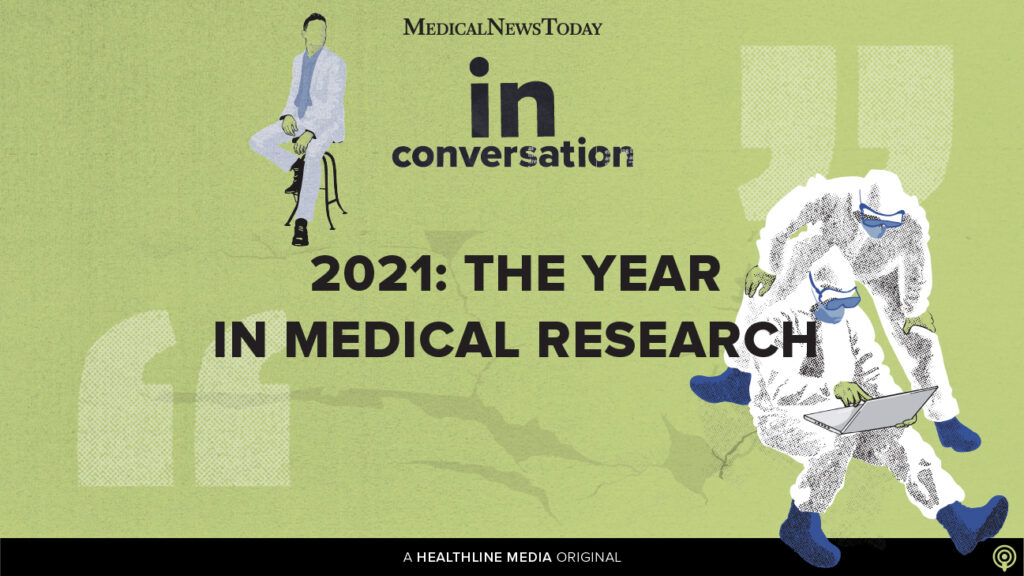 MEDICALNEWSTODAY
in
conversation
2021: THE YEAR
IN MEDICAL RESEARCH
A HEALTHLINE MEDIA ORIGINAL